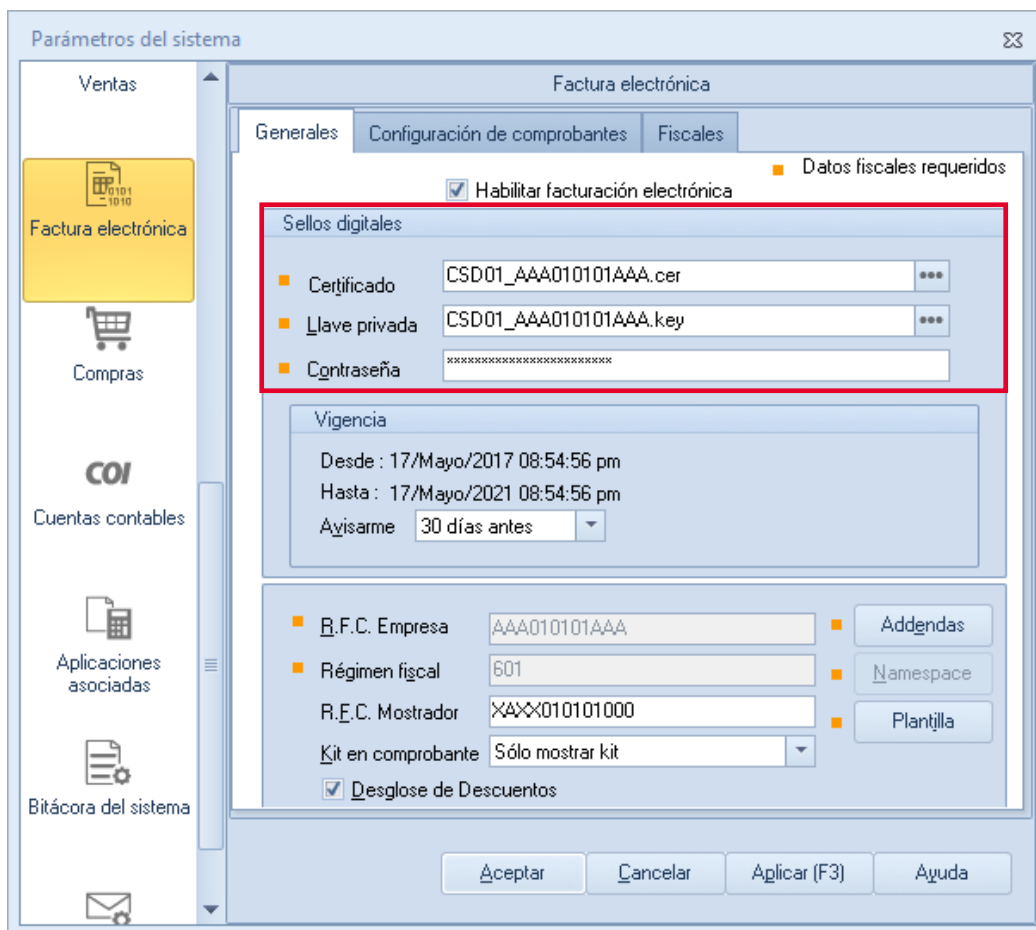 Parámetros del sistema
Ventas
Factura electrónica
Compras
COI
Cuentas contables
Aplicaciones
asociadas
Bitácora del sistema
Factura electrónica
Generales Configuración de comprobantes Fiscales
Datos fiscales requeridos
Habilitar facturación electrónica
Sellos digitales
Certificado CSD01_AAA010101AAA.cer
Llave privada CSD01_AAA010101AAA.key
Contraseña ************************
Vigencia
Desde : 17/Mayo/2017 08:54:56 pm
Hasta : 17/Mayo/2021 08:54:56 pm
Avisarme 30 días antes
R.F.C. Empresa AAA010101AAA Addendas
Régimen fiscal 601 Namespace
R.F.C. Mostrador XAXX010101000 Plantilla
Kit en comprobante Sólo mostrar kit
Desglose de Descuentos
Aceptar Cancelar Aplicar (F3) Ayuda